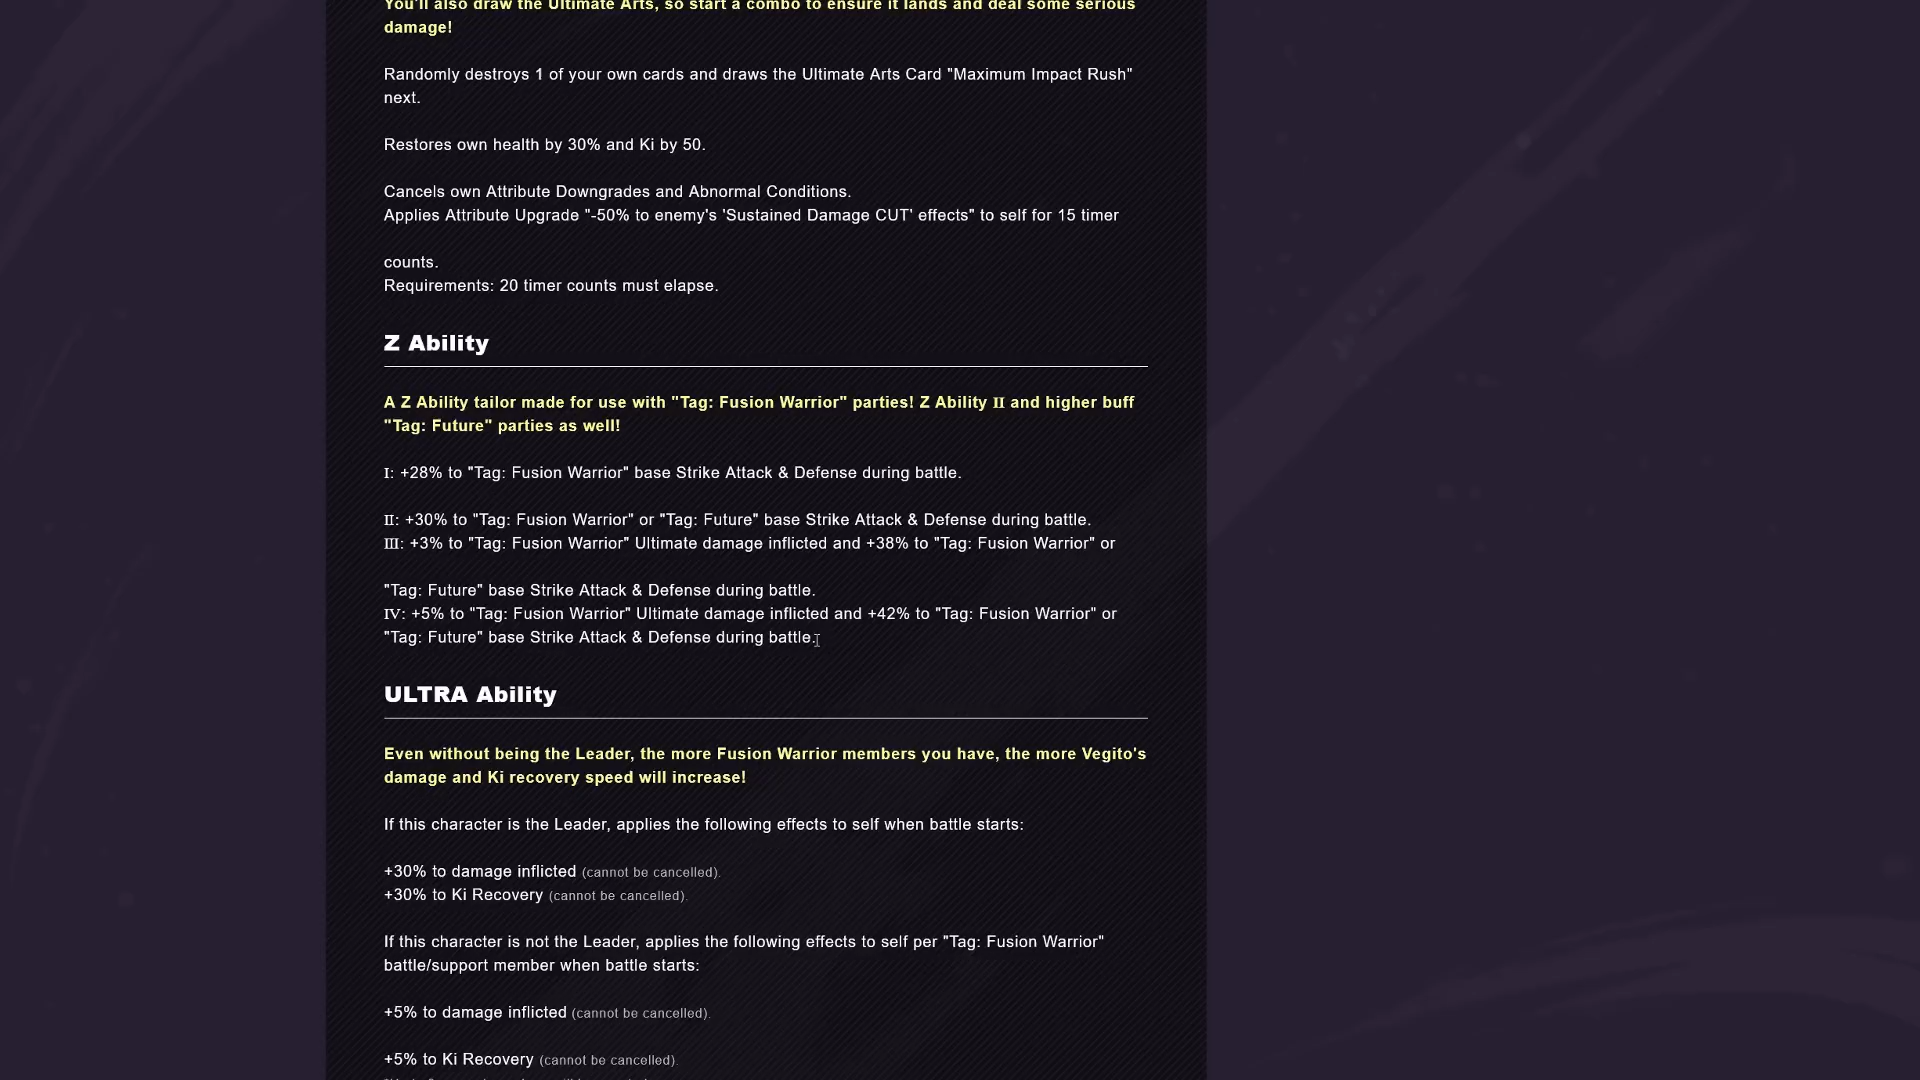 You'll also draw the Ultimate Arts, so start a combo to ensure it lands and deal some serious
damage!
Randomly destroys 1 of your own cards and draws the Ultimate Arts Card "Maximum Impact Rush"
next.
Restores own health by 30% and Ki by 50.
Cancels own Attribute Downgrades and Abnormal Conditions.
Applies Attribute Upgrade "-50% to enemy's 'Sustained Damage CUT' effects" to self for 15 timer
counts.
Requirements: 20 timer counts must elapse.
Z Ability
A Z Ability tailor made for use with "Tag: Fusion Warrior" parties! Z Ability Ⅱ and higher buff
"Tag: Future" parties as well!
Ⅰ: +28% to "Tag: Fusion Warrior" base Strike Attack & Defense during battle.
Ⅱ: +30% to "Tag: Fusion Warrior" or "Tag: Future" base Strike Attack & Defense during battle.
Ⅲ: +3% to "Tag: Fusion Warrior" Ultimate damage inflicted and +38% to "Tag: Fusion Warrior" or
"Tag: Future" base Strike Attack & Defense during battle.
Ⅳ: +5% to "Tag: Fusion Warrior" Ultimate damage inflicted and +42% to "Tag: Fusion Warrior" or
"Tag: Future" base Strike Attack & Defense during battle.
ULTRA Ability
Even without being the Leader, the more Fusion Warrior members you have, the more Vegito's
damage and Ki recovery speed will increase!
If this character is the Leader, applies the following effects to self when battle starts:
+30% to damage inflicted (cannot be cancelled).
+30% to Ki Recovery (cannot be cancelled).
If this character is not the Leader, applies the following effects to self per "Tag: Fusion Warrior"
battle/support member when battle starts:
+5% to damage inflicted (cannot be cancelled).
+5% to Ki Recovery (cannot be cancelled).